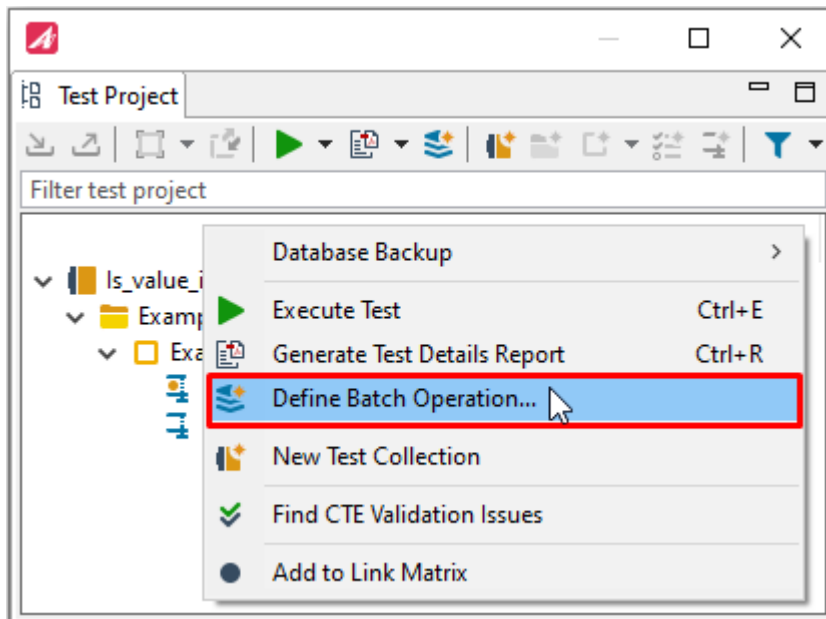 Test Project
Filter test project
Database Backup
Is_value_i
Examp
Execute Test Ctrl+E
Exa
Generate Test Details Report Ctrl+R
Define Batch Operation...
New Test Collection
Find CTE Validation Issues
Add to Link Matrix